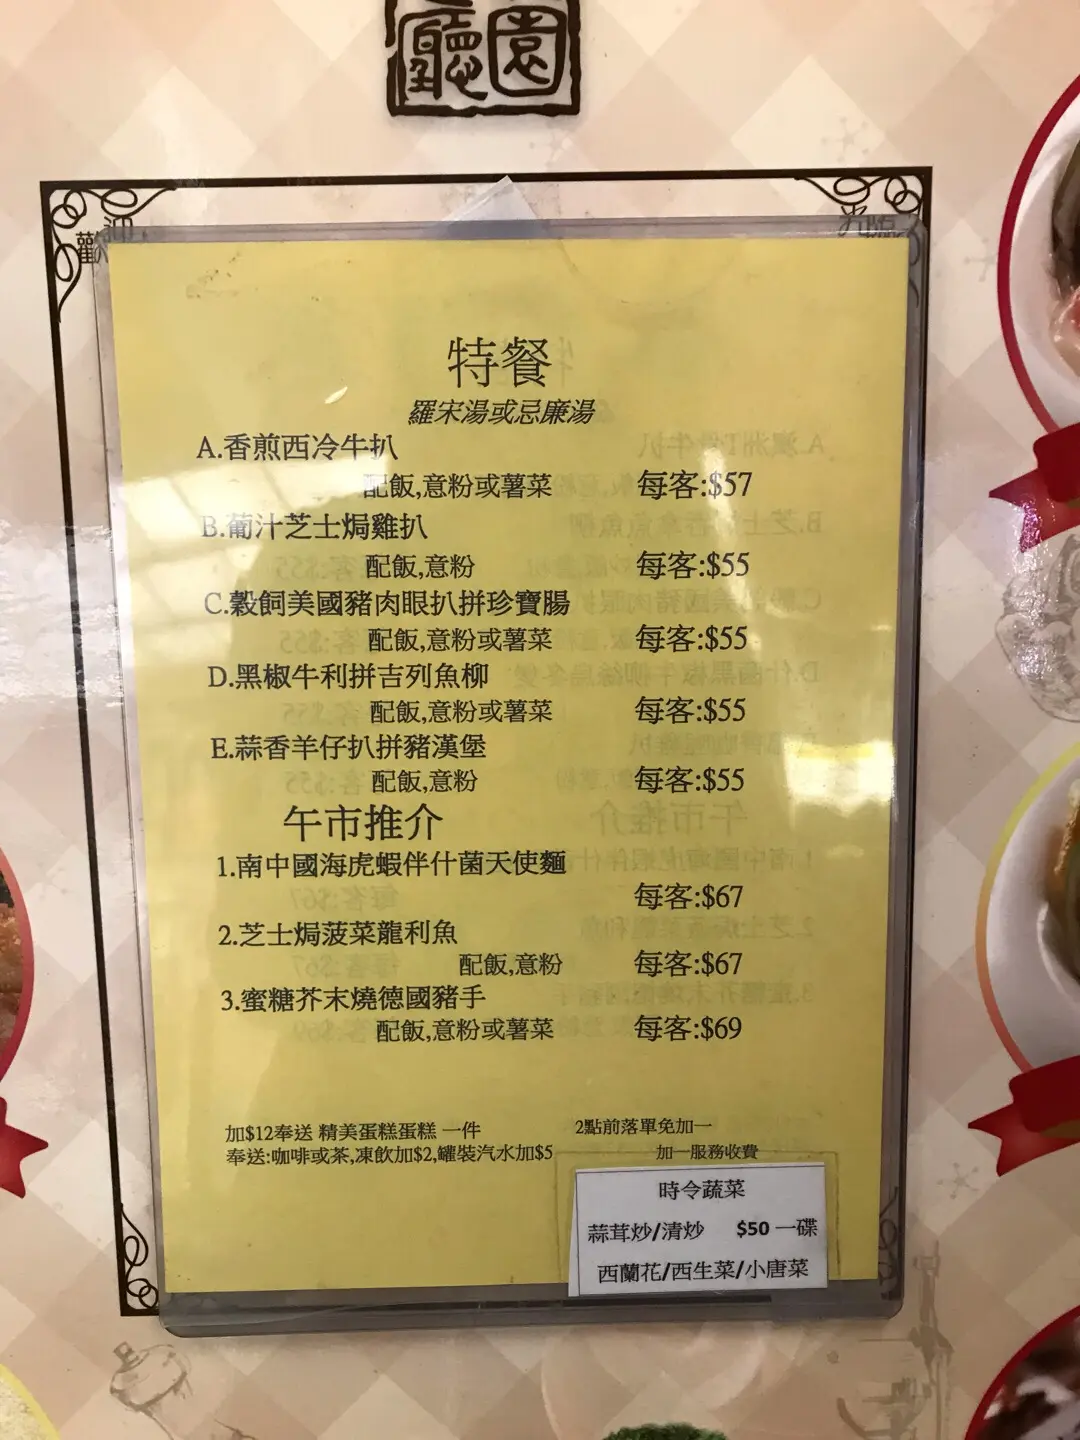 廳園
歡迎
光臨
特餐
羅宋湯或忌廉湯
A.香煎西冷牛扒
配飯,意粉或薯菜 每客:$57
B.葡汁芝士焗雞扒
配飯,意粉 每客:$55
C.穀飼美國豬肉眼扒拼珍寶腸
配飯,意粉或薯菜 每客:$55
D.黑椒牛利拼吉列魚柳
配飯,意粉或薯菜 每客:$55
E.蒜香羊仔扒拼豬漢堡
配飯,意粉 每客:$55
午市推介
1.南中國海虎蝦伴什菌天使麵
每客:$67
2.芝士焗菠菜龍利魚
配飯,意粉 每客:$67
3.蜜糖芥末燒德國豬手
配飯,意粉或薯菜 每客:$69
加$12奉送 精美蛋糕蛋糕 一件 2點前落單免加一
奉送:咖啡或茶,凍飲加$2,罐裝汽水加$5 加一服務收費
時令蔬菜
蒜茸炒/清炒 $50 一碟
西蘭花/西生菜/小唐菜